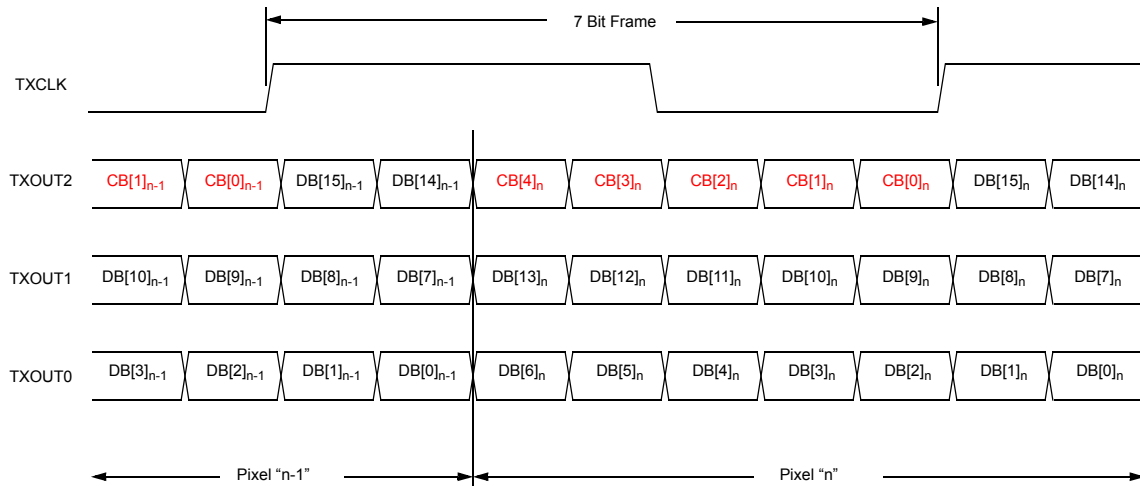 7 Bit Frame
TXCLK
TXOUT2 CB[1]n-1 CB[0]n-1 DB[15]n-1 DB[14]n-1 CB[4]n CB[3]n CB[2]n CB[1]n CB[0]n DB[15]n DB[14]n
TXOUT1 DB[10]n-1 DB[9]n-1 DB[8]n-1 DB[7]n-1 DB[13]n DB[12]n DB[11]n DB[10]n DB[9]n DB[8]n DB[7]n
TXOUT0 DB[3]n-1 DB[2]n-1 DB[1]n-1 DB[0]n-1 DB[6]n DB[5]n DB[4]n DB[3]n DB[2]n DB[1]n DB[0]n
Pixel “n-1” Pixel “n”